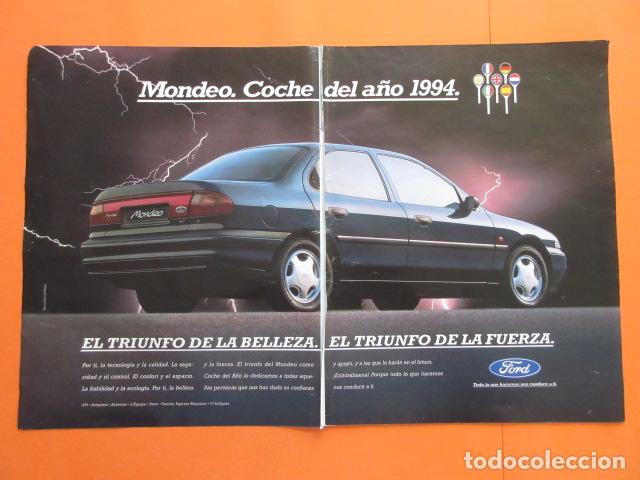 Mondeo. Coche del año 1994.
Mondeo
EL TRIUNFO DE LA BELLEZA. EL TRIUNFO DE LA FUERZA.
Por ti, la tecnología y la calidad. La segu-
ridad y el control. El confort y el espacio.
La fiabilidad y la ecología. Por ti, la belleza
y la fuerza. El triunfo del Mondeo como
Coche del Año lo dedicamos a todas aque-
llas personas que nos han dado su confianza
y apoyo, y a las que lo harán en el futuro.
¡Enhorabuena! Porque todo lo que hacemos
nos conduce a ti.
Ford
Todo lo que hacemos nos conduce a ti.
todocoleccion